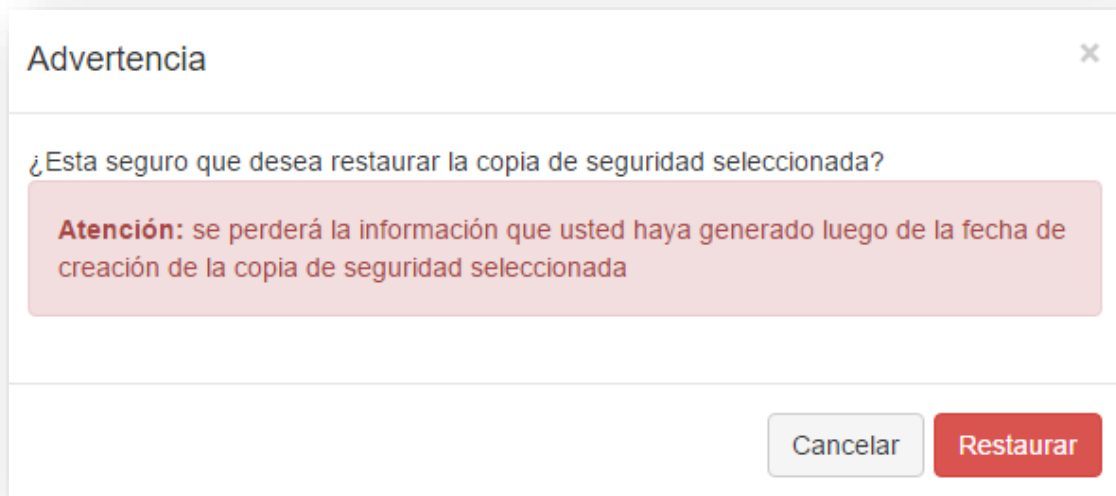 Advertencia
×
¿Esta seguro que desea restaurar la copia de seguridad seleccionada?
Atención: se perderá la información que usted haya generado luego de la fecha de
creación de la copia de seguridad seleccionada
Cancelar
Restaurar